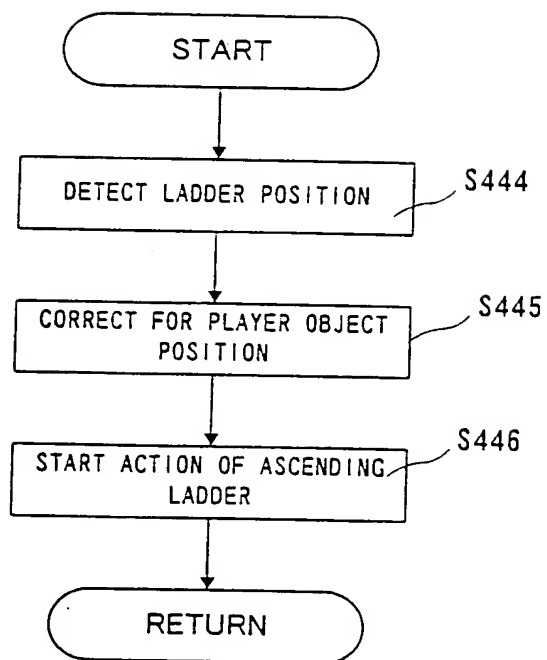 START
DETECT LADDER POSITION
S444
CORRECT FOR PLAYER OBJECT
POSITION
S445
START ACTION OF ASCENDING
LADDER
S446
RETURN